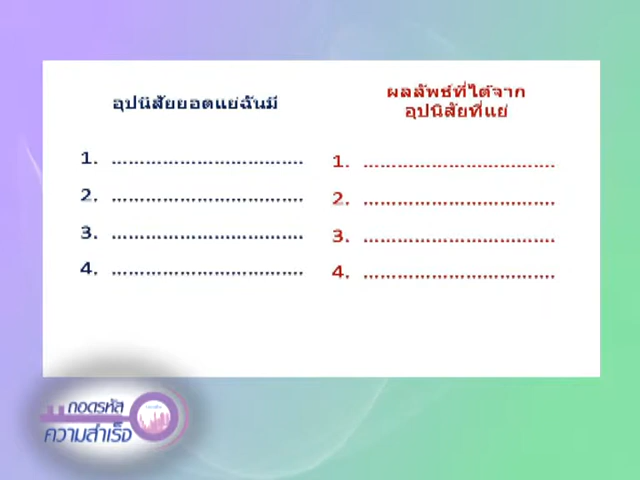 อุปนิสัยยอดแย่ฉันมี
1. ....................................
2. ....................................
3. ....................................
4. ....................................
ผลลัพธ์ที่ได้จาก
อุปนิสัยที่แย่
1. ....................................
2. ....................................
3. ....................................
4. ....................................
ถอดรหัส
ความสำเร็จ